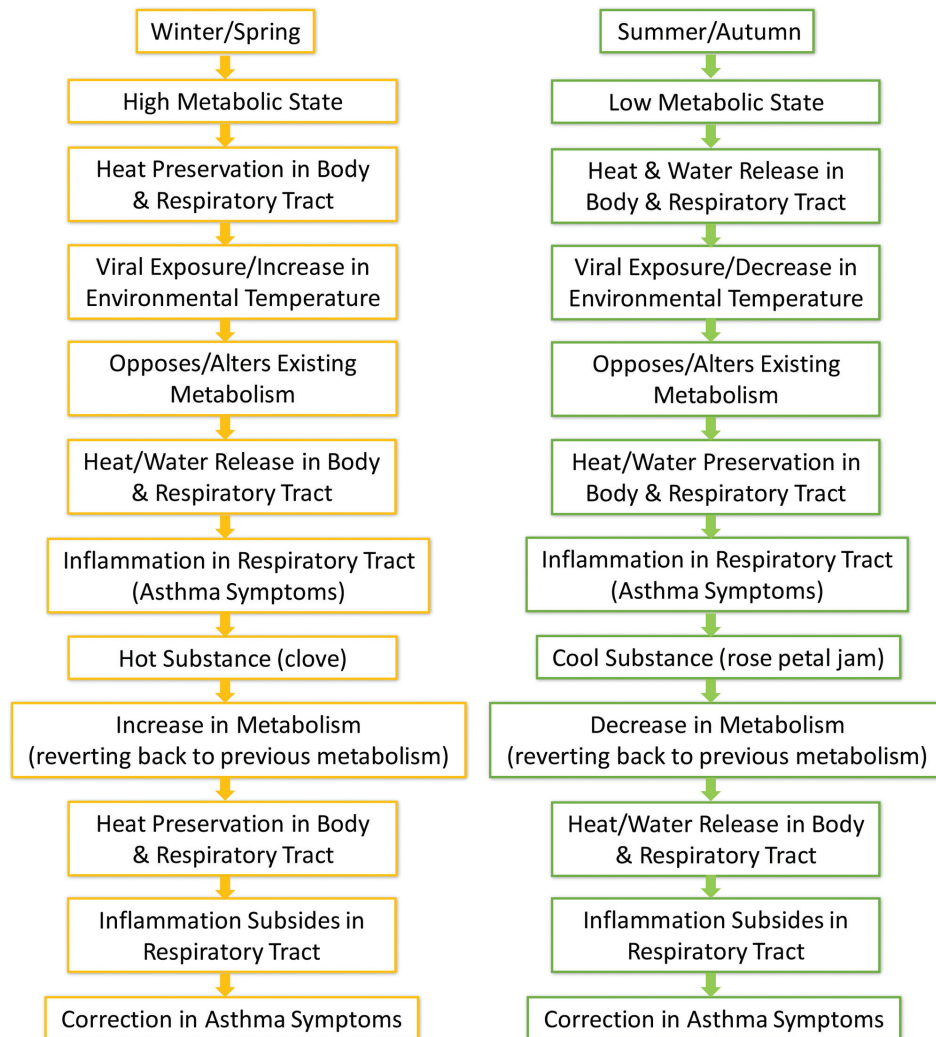 Winter/Spring
High Metabolic State
Heat Preservation in Body
& Respiratory Tract
Viral Exposure/Increase in
Environmental Temperature
Opposes/Alters Existing
Metabolism
Heat/Water Release in Body
& Respiratory Tract
Inflammation in Respiratory Tract
(Asthma Symptoms)
Hot Substance (clove)
Increase in Metabolism
(reverting back to previous metabolism)
Heat Preservation in Body
& Respiratory Tract
Inflammation Subsides in
Respiratory Tract
Correction in Asthma Symptoms
Summer/Autumn
Low Metabolic State
Heat & Water Release in
Body & Respiratory Tract
Viral Exposure/Decrease in
Environmental Temperature
Opposes/Alters Existing
Metabolism
Heat/Water Preservation in
Body & Respiratory Tract
Inflammation in Respiratory Tract
(Asthma Symptoms)
Cool Substance (rose petal jam)
Decrease in Metabolism
(reverting back to previous metabolism)
Heat/Water Release in Body
& Respiratory Tract
Inflammation Subsides in
Respiratory Tract
Correction in Asthma Symptoms